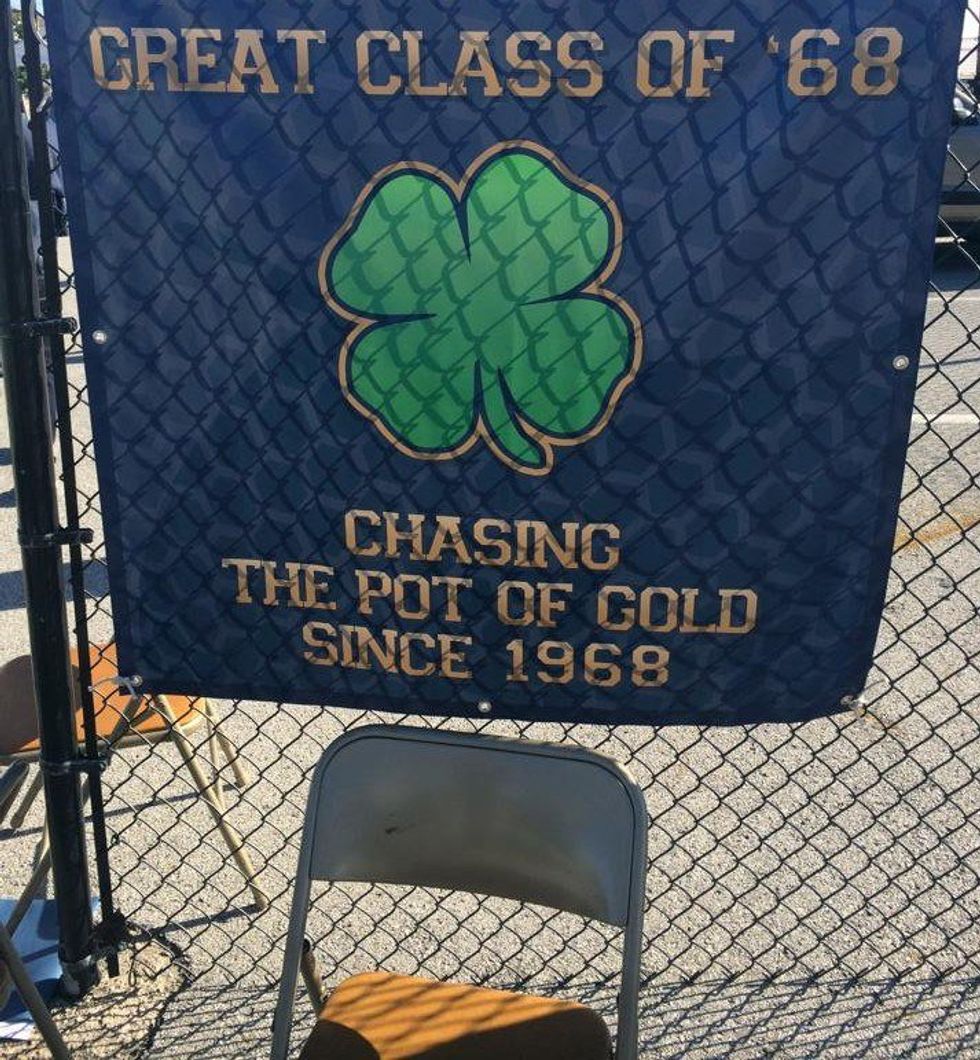 GREAT CLASS OF '68
CHASING
THE POT OF GOLD
SINCE 1968